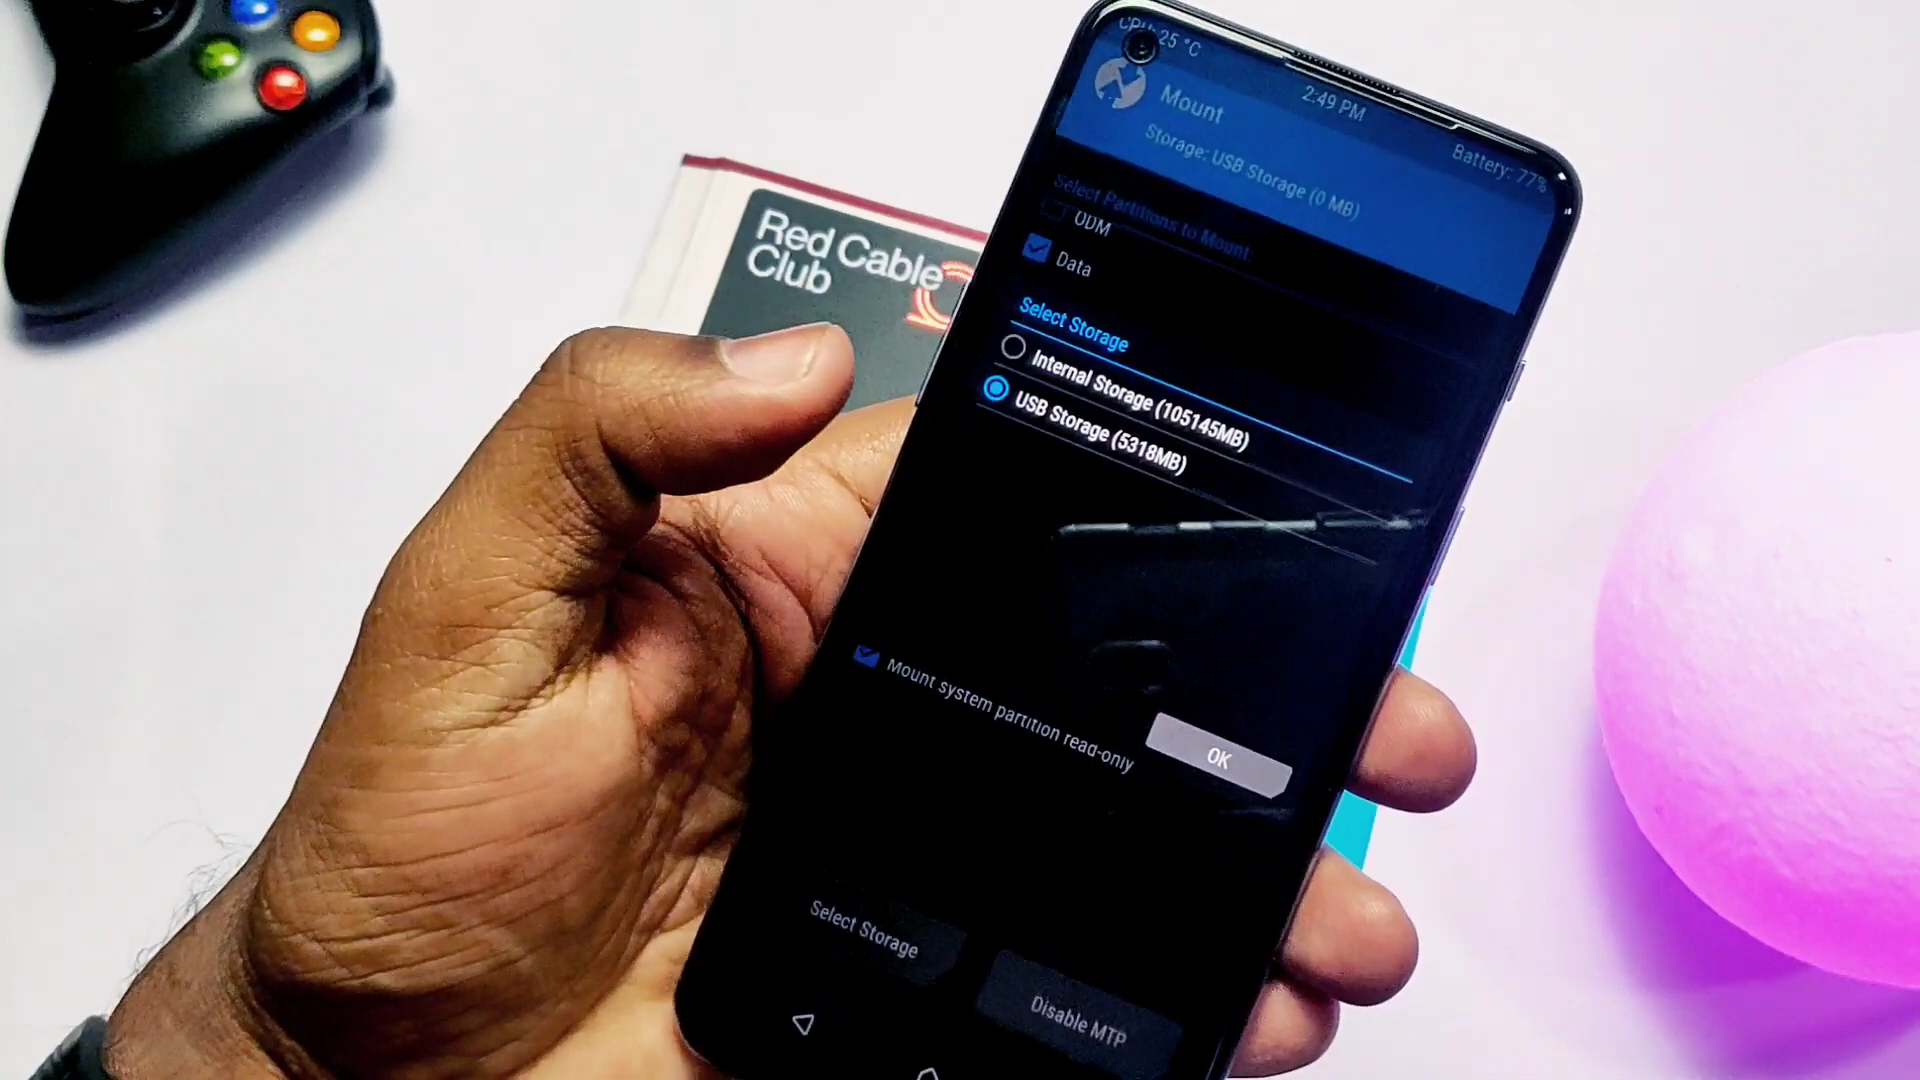 CPU: 25 °C
2:49 PM
Battery: 77%
Mount
Storage: USB Storage (0 MB)
Select Partitions to Mount:
ODM
Data
Select Storage
Internal Storage (105145MB)
USB Storage (5318MB)
Mount system partition read-only
OK
Select Storage
Disable MTP
Red Cable
Club